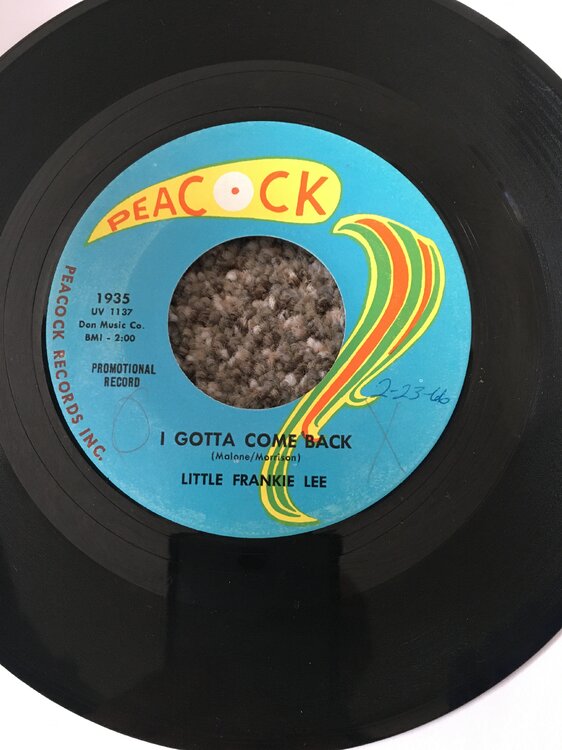 PEACOCK
PEACOCK RECORDS INC.
1935
UV 1137
Don Music Co.
BMI - 2:00
PROMOTIONAL
RECORD
2-23-66
I GOTTA COME BACK
(Malone/Morrison)
LITTLE FRANKIE LEE